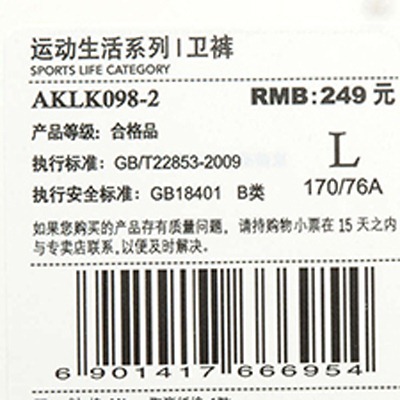 运动生活系列 | 卫裤
SPORTS LIFE CATEGORY
AKLK098-2 RMB:249 元
产品等级: 合格品
L
执行标准: GB/T22853-2009
170/76A
执行安全标准: GB18401 B类
如果您购买的产品存有质量问题, 请持购物小票在 15 天之内
与专卖店联系,以便及时解决。
6 901417 666954